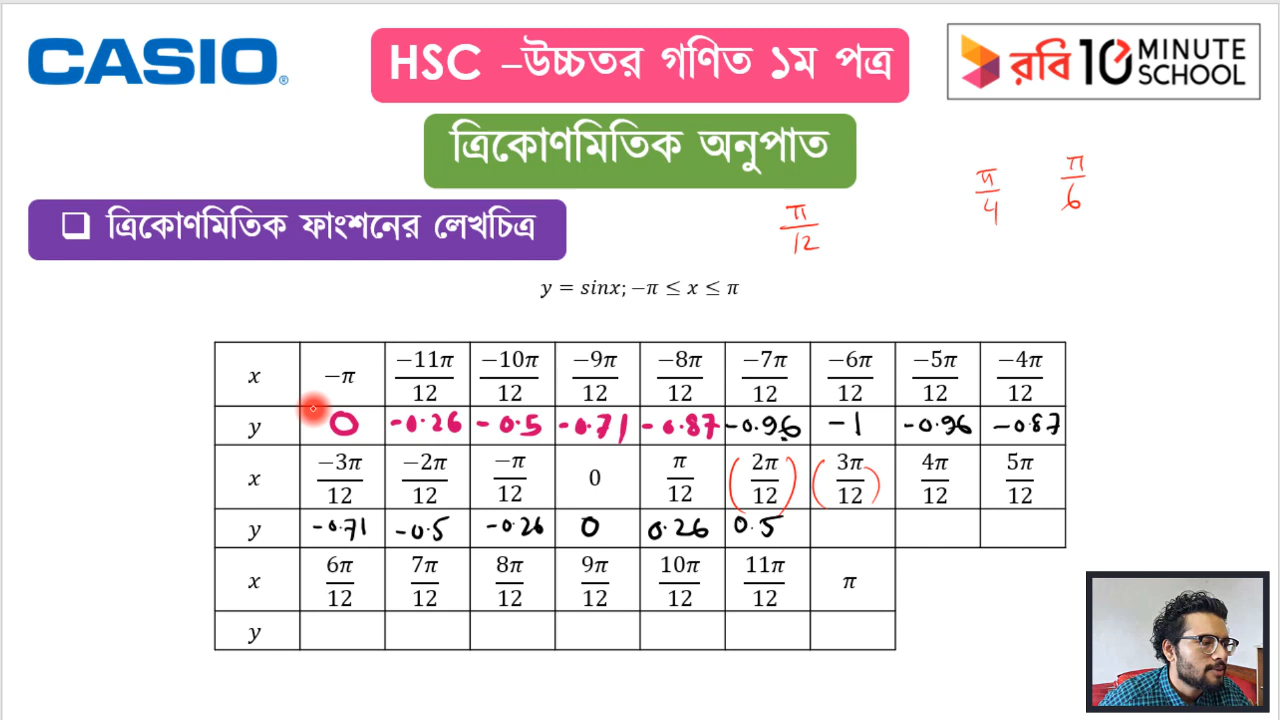 CASIO
HSC –উচ্চতর গণিত ১ম পত্র
রবি 10 MINUTE SCHOOL
ত্রিকোণমিতিক অনুপাত
❑ ত্রিকোণমিতিক ফাংশনের লেখচিত্র
π/12 π/4 π/6
y = sinx; −π ≤ x ≤ π
x −π −11π/12 −10π/12 −9π/12 −8π/12 −7π/12 −6π/12 −5π/12 −4π/12
y 0 -0.26 -0.5 -0.71 -0.87 -0.96 -1 -0.96 -0.87
x −3π/12 −2π/12 −π/12 0 π/12 (2π/12) (3π/12) 4π/12 5π/12
y -0.71 -0.5 -0.26 0 0.26 0.5
x 6π/12 7π/12 8π/12 9π/12 10π/12 11π/12 π
y